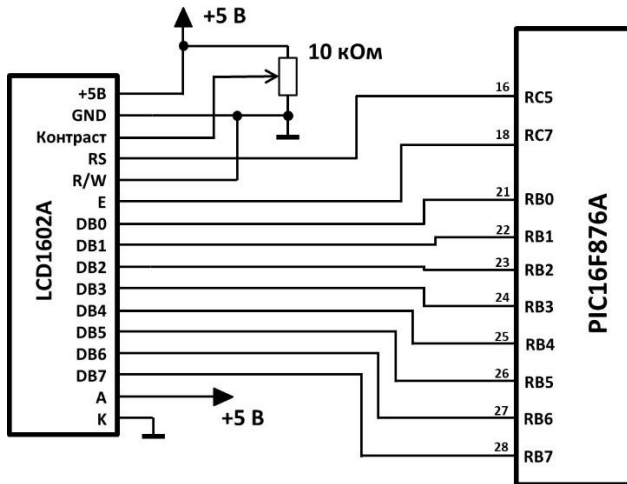 +5 В
10 кОм
LCD1602A
+5В
GND
Контраст
RS
R/W
E
DB0
DB1
DB2
DB3
DB4
DB5
DB6
DB7
A
K
+5 В
16
18
21
22
23
24
25
26
27
28
RC5
RC7
RB0
RB1
RB2
RB3
RB4
RB5
RB6
RB7
PIC16F876A